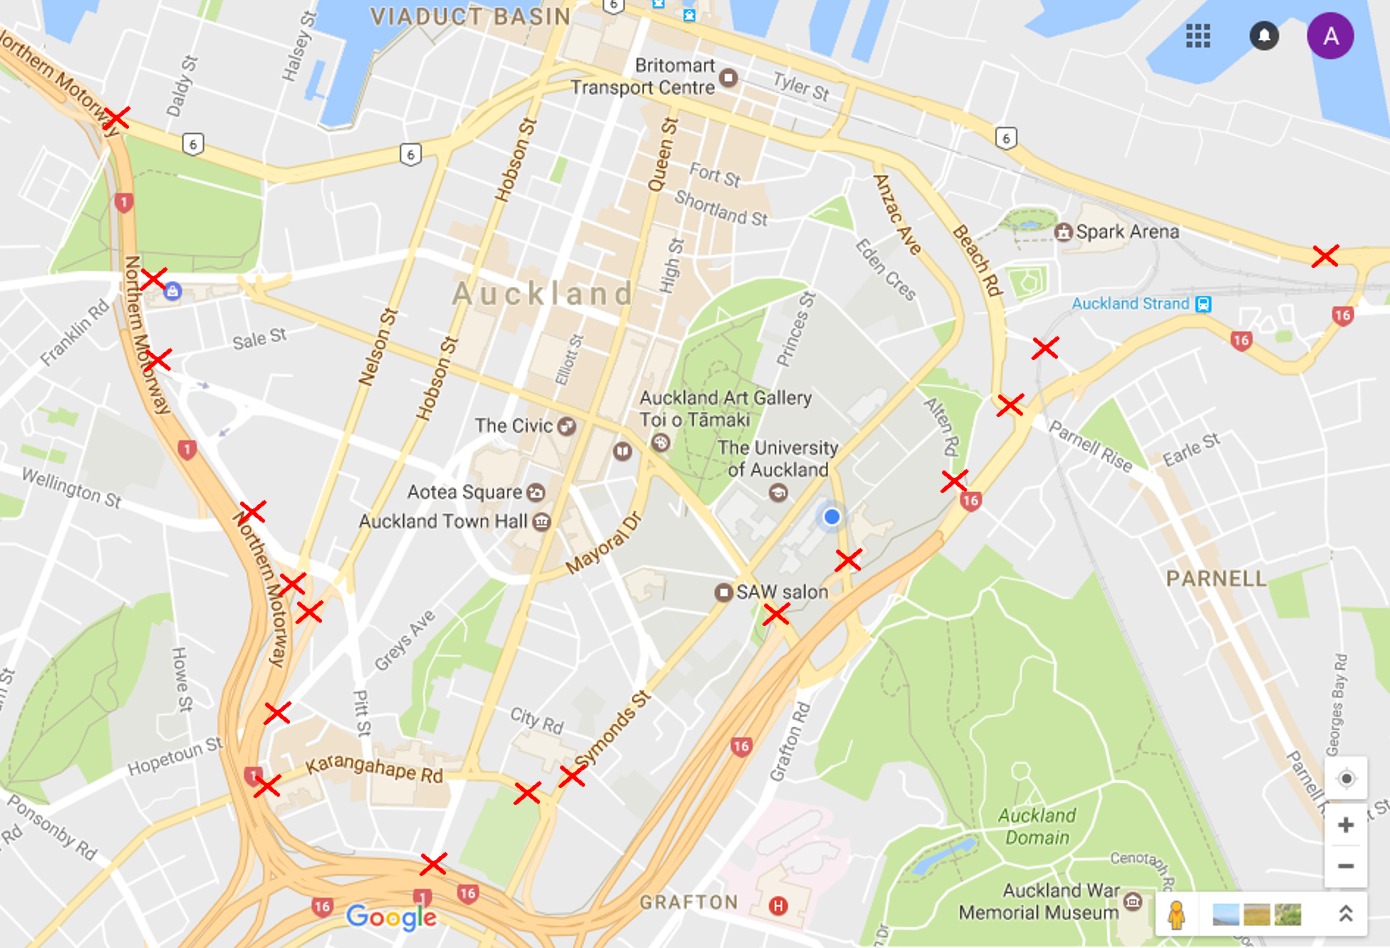 VIADUCT BASIN
6
Northern Motorway
Halsey St
Daldy St
Britomart
Transport Centre
Tyler St
A
6
6
6
Hobson St
Queen St
Fort St
Shortland St
Anzac Ave
Beach Rd
Spark Arena
1
Northern Motorway
Franklin Rd
Sale St
Nelson St
Hobson St
Auckland
High St
Elliott St
Princes St
Eden Cres
Auckland Strand
16
16
The Civic
Auckland Art Gallery
Toi o Tāmaki
The University
of Auckland
Alten Rd
Parnell Rise
Earle St
1
Wellington St
Aotea Square
Auckland Town Hall
Mayoral Dr
16
Northern Motorway
SAW salon
PARNELL
Greys Ave
Howe St
Pitt St
City Rd
Symonds St
Hopetoun St
Karangahape Rd
1
16
Grafton Rd
Georges Bay Rd
Parnell
Ponsonby Rd
Rd
Auckland
Domain
16
1
16
Google
GRAFTON
H
Cenotaph Rd
Auckland War
Memorial Museum